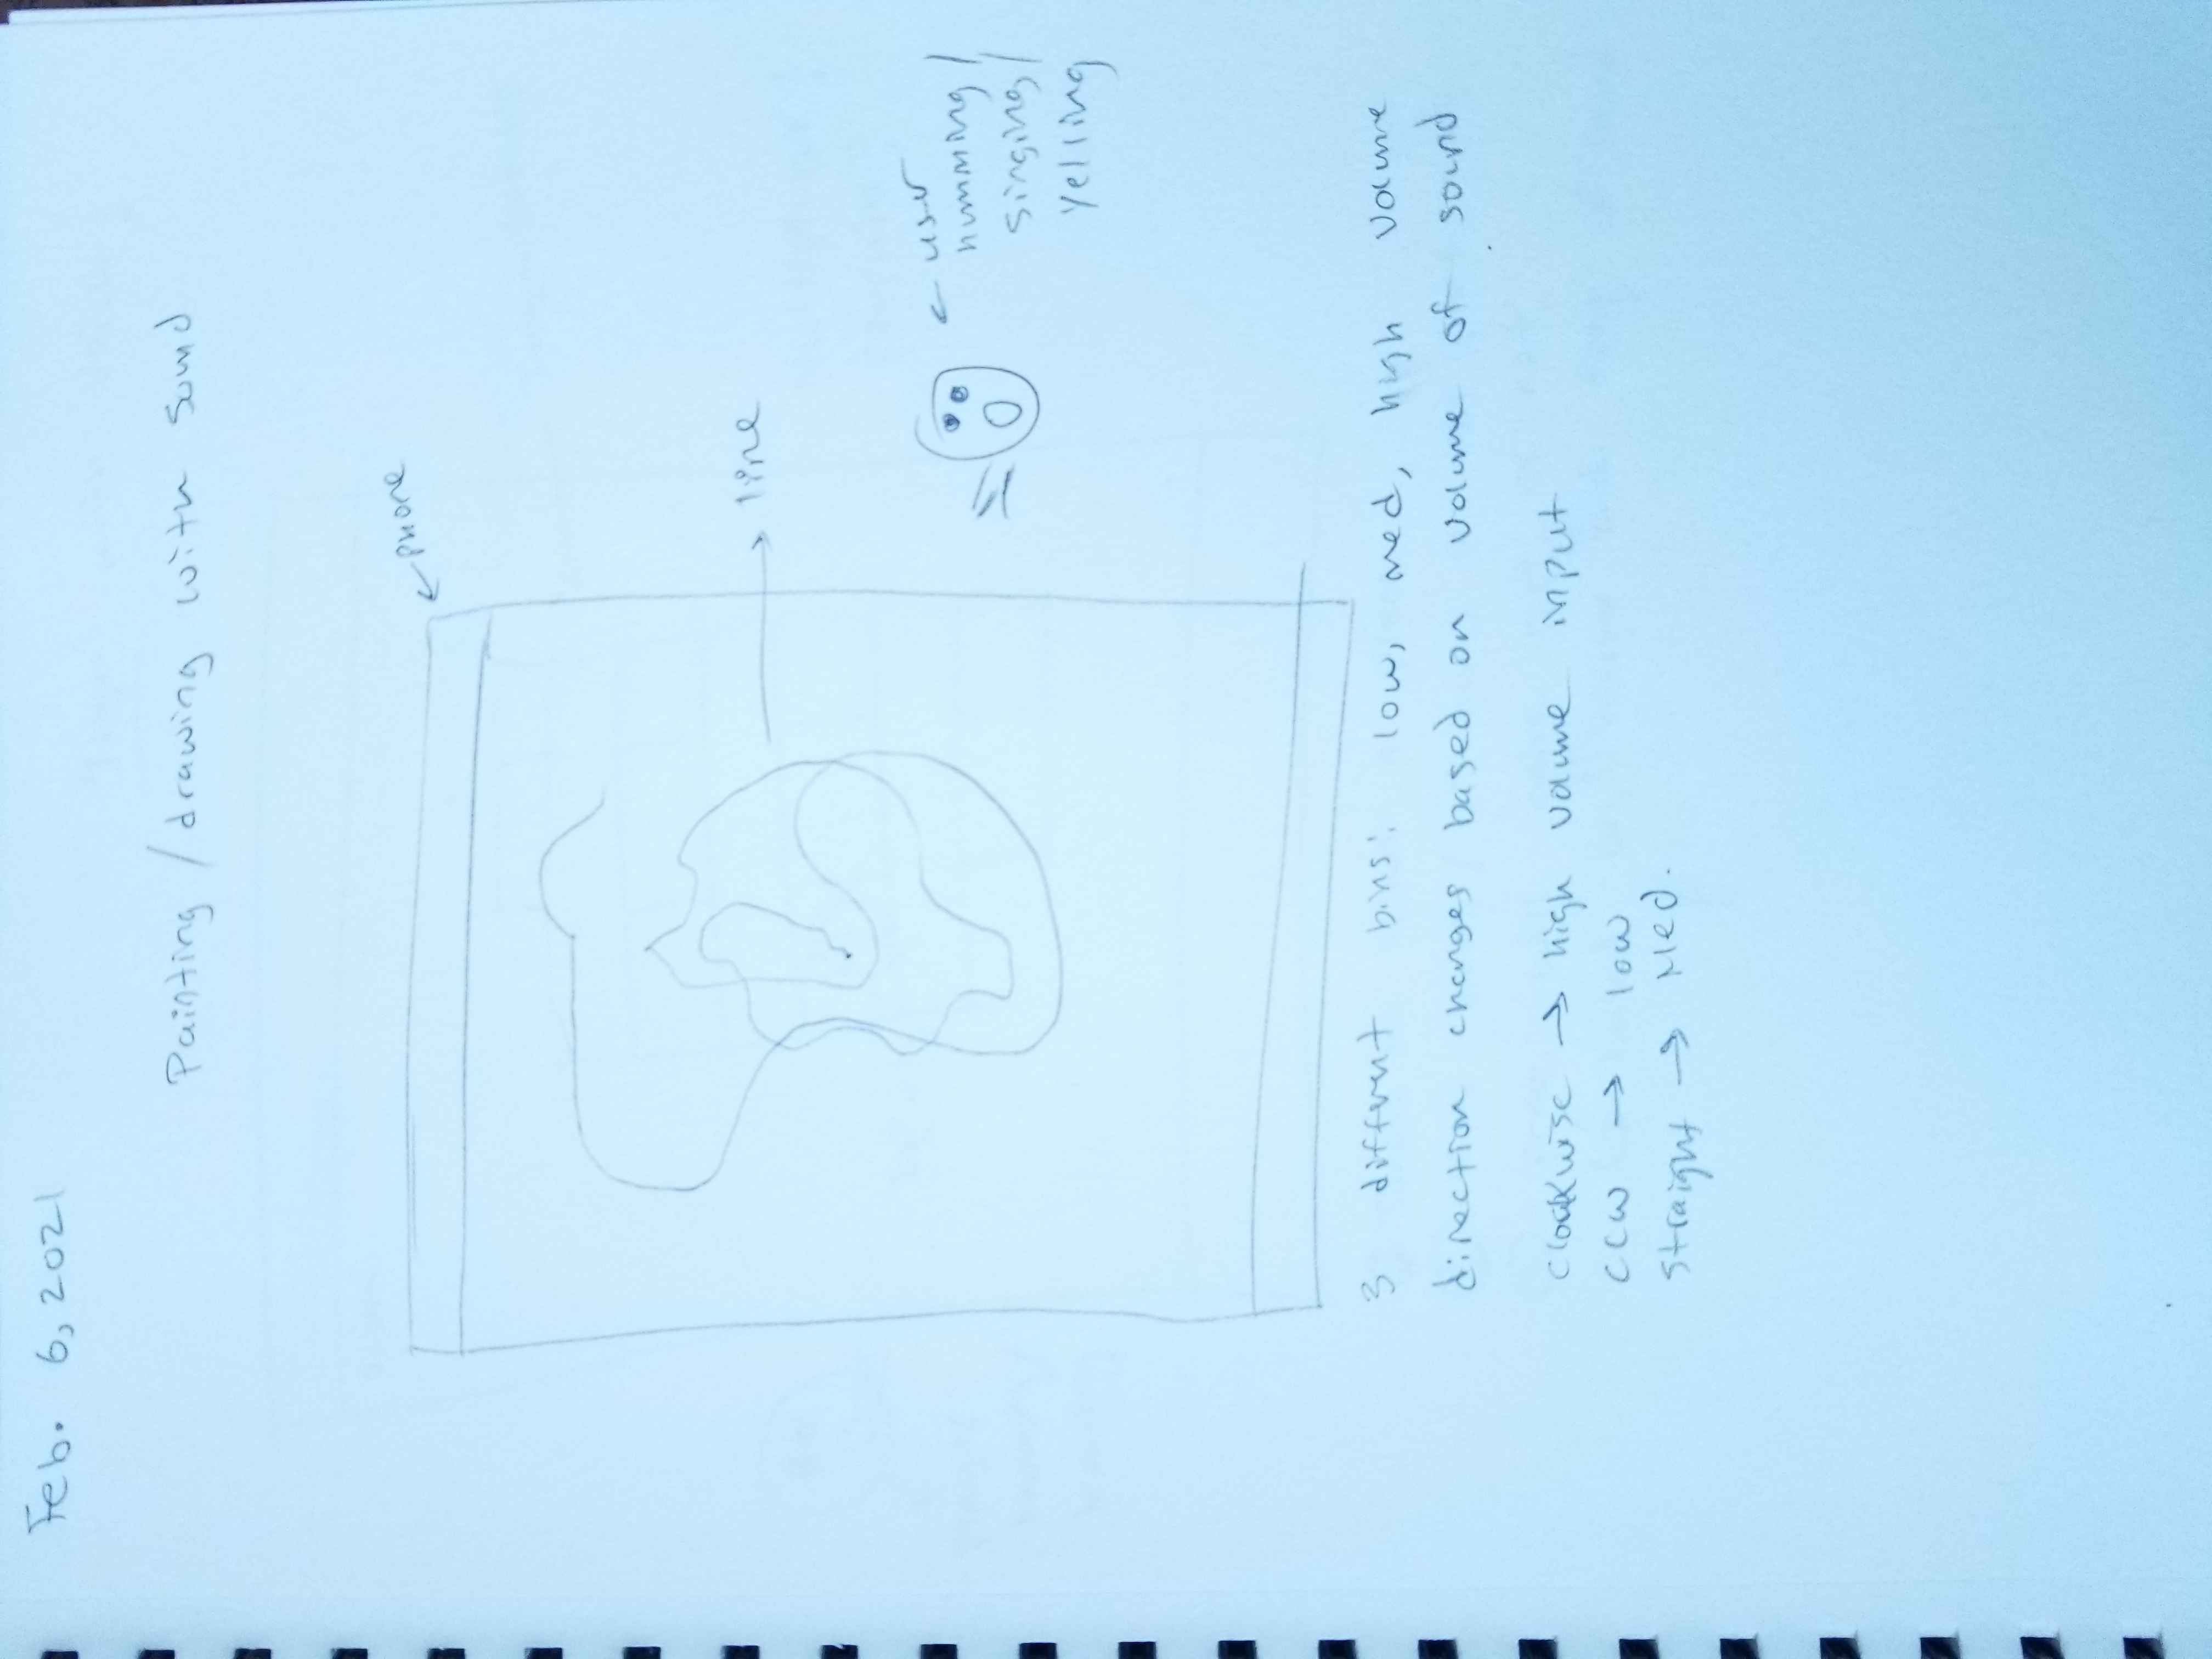 Feb. 6, 2021
Painting / drawing with sound
← phone
→ line
← user
humming /
singing /
yelling
3 diffrent bins: low, med, high volume
direction changes based on volume of sound
clockwise → high volume input
CCW → low
straight → Med.